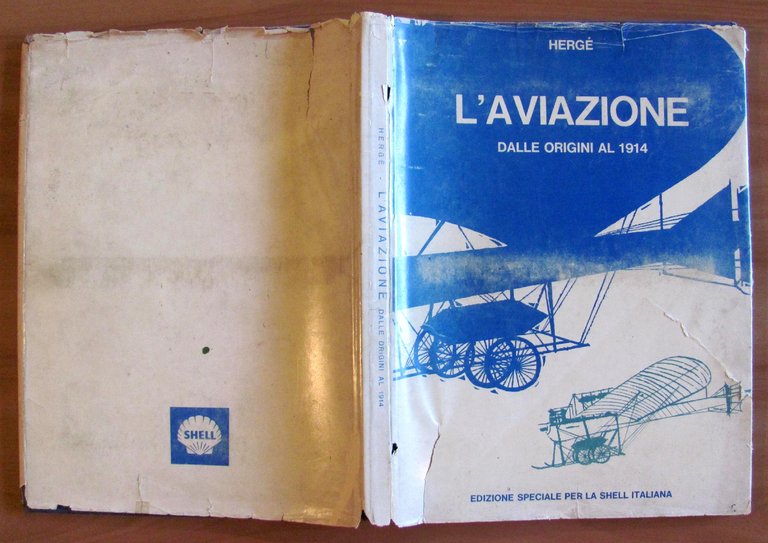 HERGÉ
L'AVIAZIONE
DALLE ORIGINI AL 1914
EDIZIONE SPECIALE PER LA SHELL ITALIANA
HERGÉ · L'AVIAZIONE DALLE ORIGINI AL 1914
SHELL